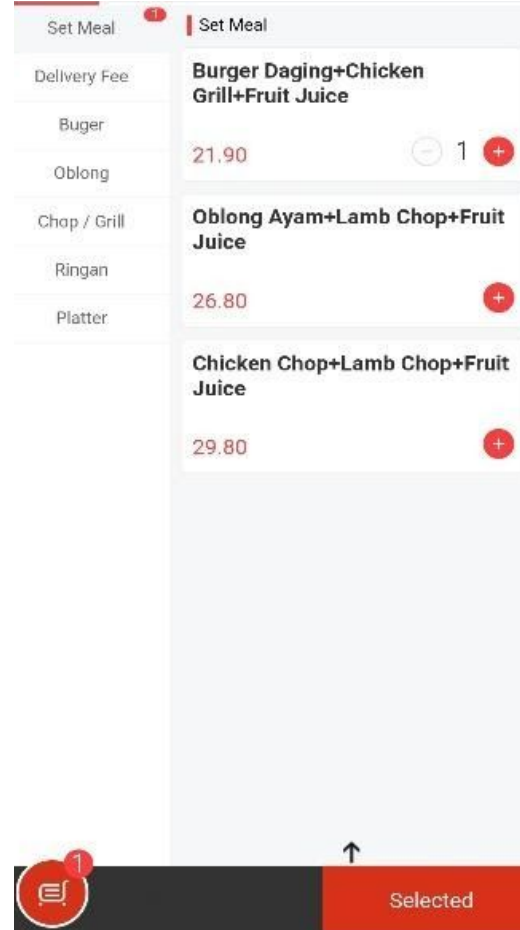 Set Meal
1
Delivery Fee
Buger
Oblong
Chop / Grill
Ringan
Platter
Set Meal
Burger Daging+Chicken
Grill+Fruit Juice
21.90
1
Oblong Ayam+Lamb Chop+Fruit
Juice
26.80
Chicken Chop+Lamb Chop+Fruit
Juice
29.80
1
Selected